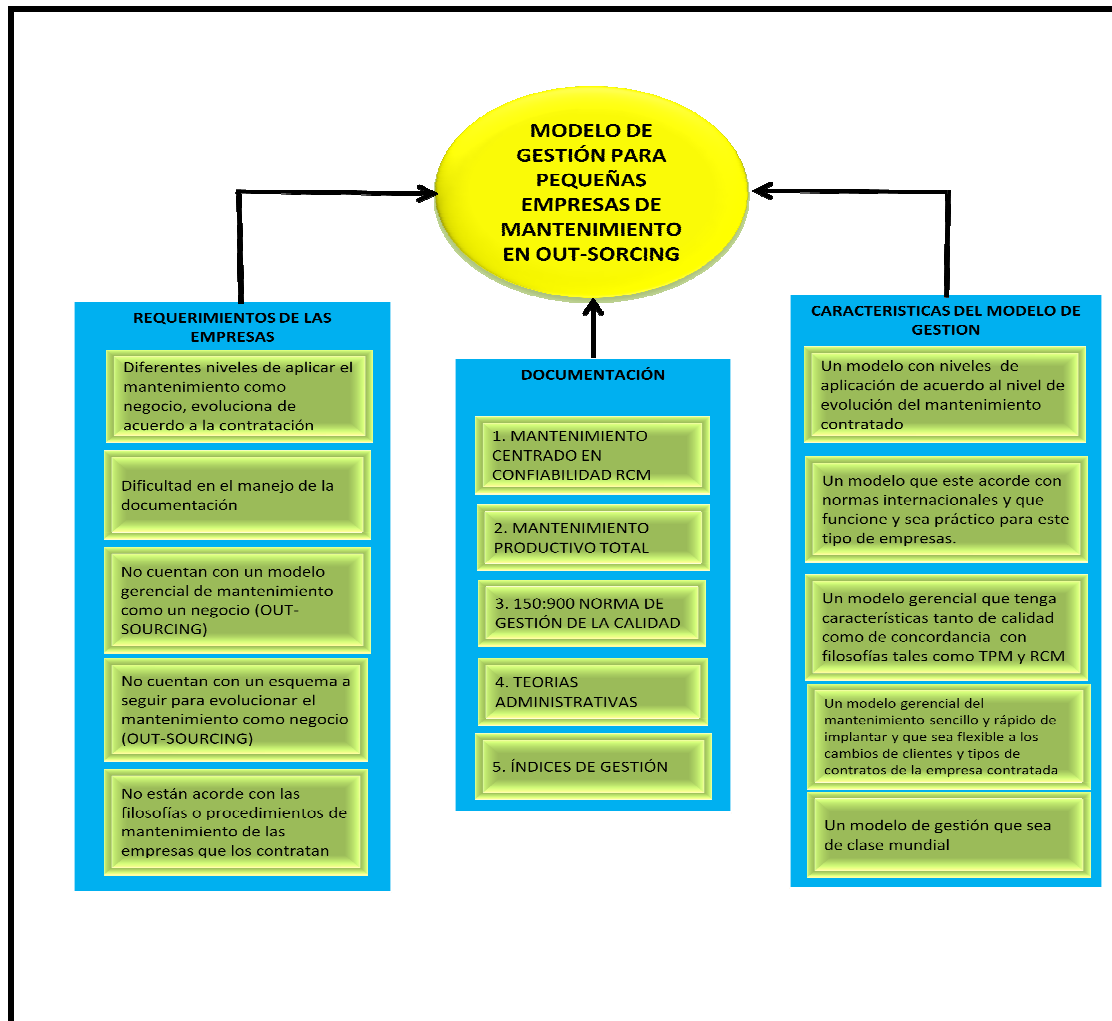 MODELO DE
GESTIÓN PARA
PEQUEÑAS
EMPRESAS DE
MANTENIMIENTO
EN OUT-SORCING
REQUERIMIENTOS DE LAS
EMPRESAS
Diferentes niveles de aplicar el
mantenimiento como
negocio, evoluciona de
acuerdo a la contratación
Dificultad en el manejo de la
documentación
No cuentan con un modelo
gerencial de mantenimiento
como un negocio (OUT-
SOURCING)
No cuentan con un esquema a
seguir para evolucionar el
mantenimiento como negocio
(OUT-SOURCING)
No están acorde con las
filosofías o procedimientos de
mantenimiento de las
empresas que los contratan
DOCUMENTACIÓN
1. MANTENIMIENTO
CENTRADO EN
CONFIABILIDAD RCM
2. MANTENIMIENTO
PRODUCTIVO TOTAL
3. 150:900 NORMA DE
GESTIÓN DE LA CALIDAD
4. TEORIAS
ADMINISTRATIVAS
5. ÍNDICES DE GESTIÓN
CARACTERISTICAS DEL MODELO DE
GESTION
Un modelo con niveles de
aplicación de acuerdo al nivel de
evolución del mantenimiento
contratado
Un modelo que este acorde con
normas internacionales y que
funcione y sea práctico para este
tipo de empresas.
Un modelo gerencial que tenga
características tanto de calidad
como de concordancia con
filosofías tales como TPM y RCM
Un modelo gerencial del
mantenimiento sencillo y rápido de
implantar y que sea flexible a los
cambios de clientes y tipos de
contratos de la empresa contratada
Un modelo de gestión que sea
de clase mundial